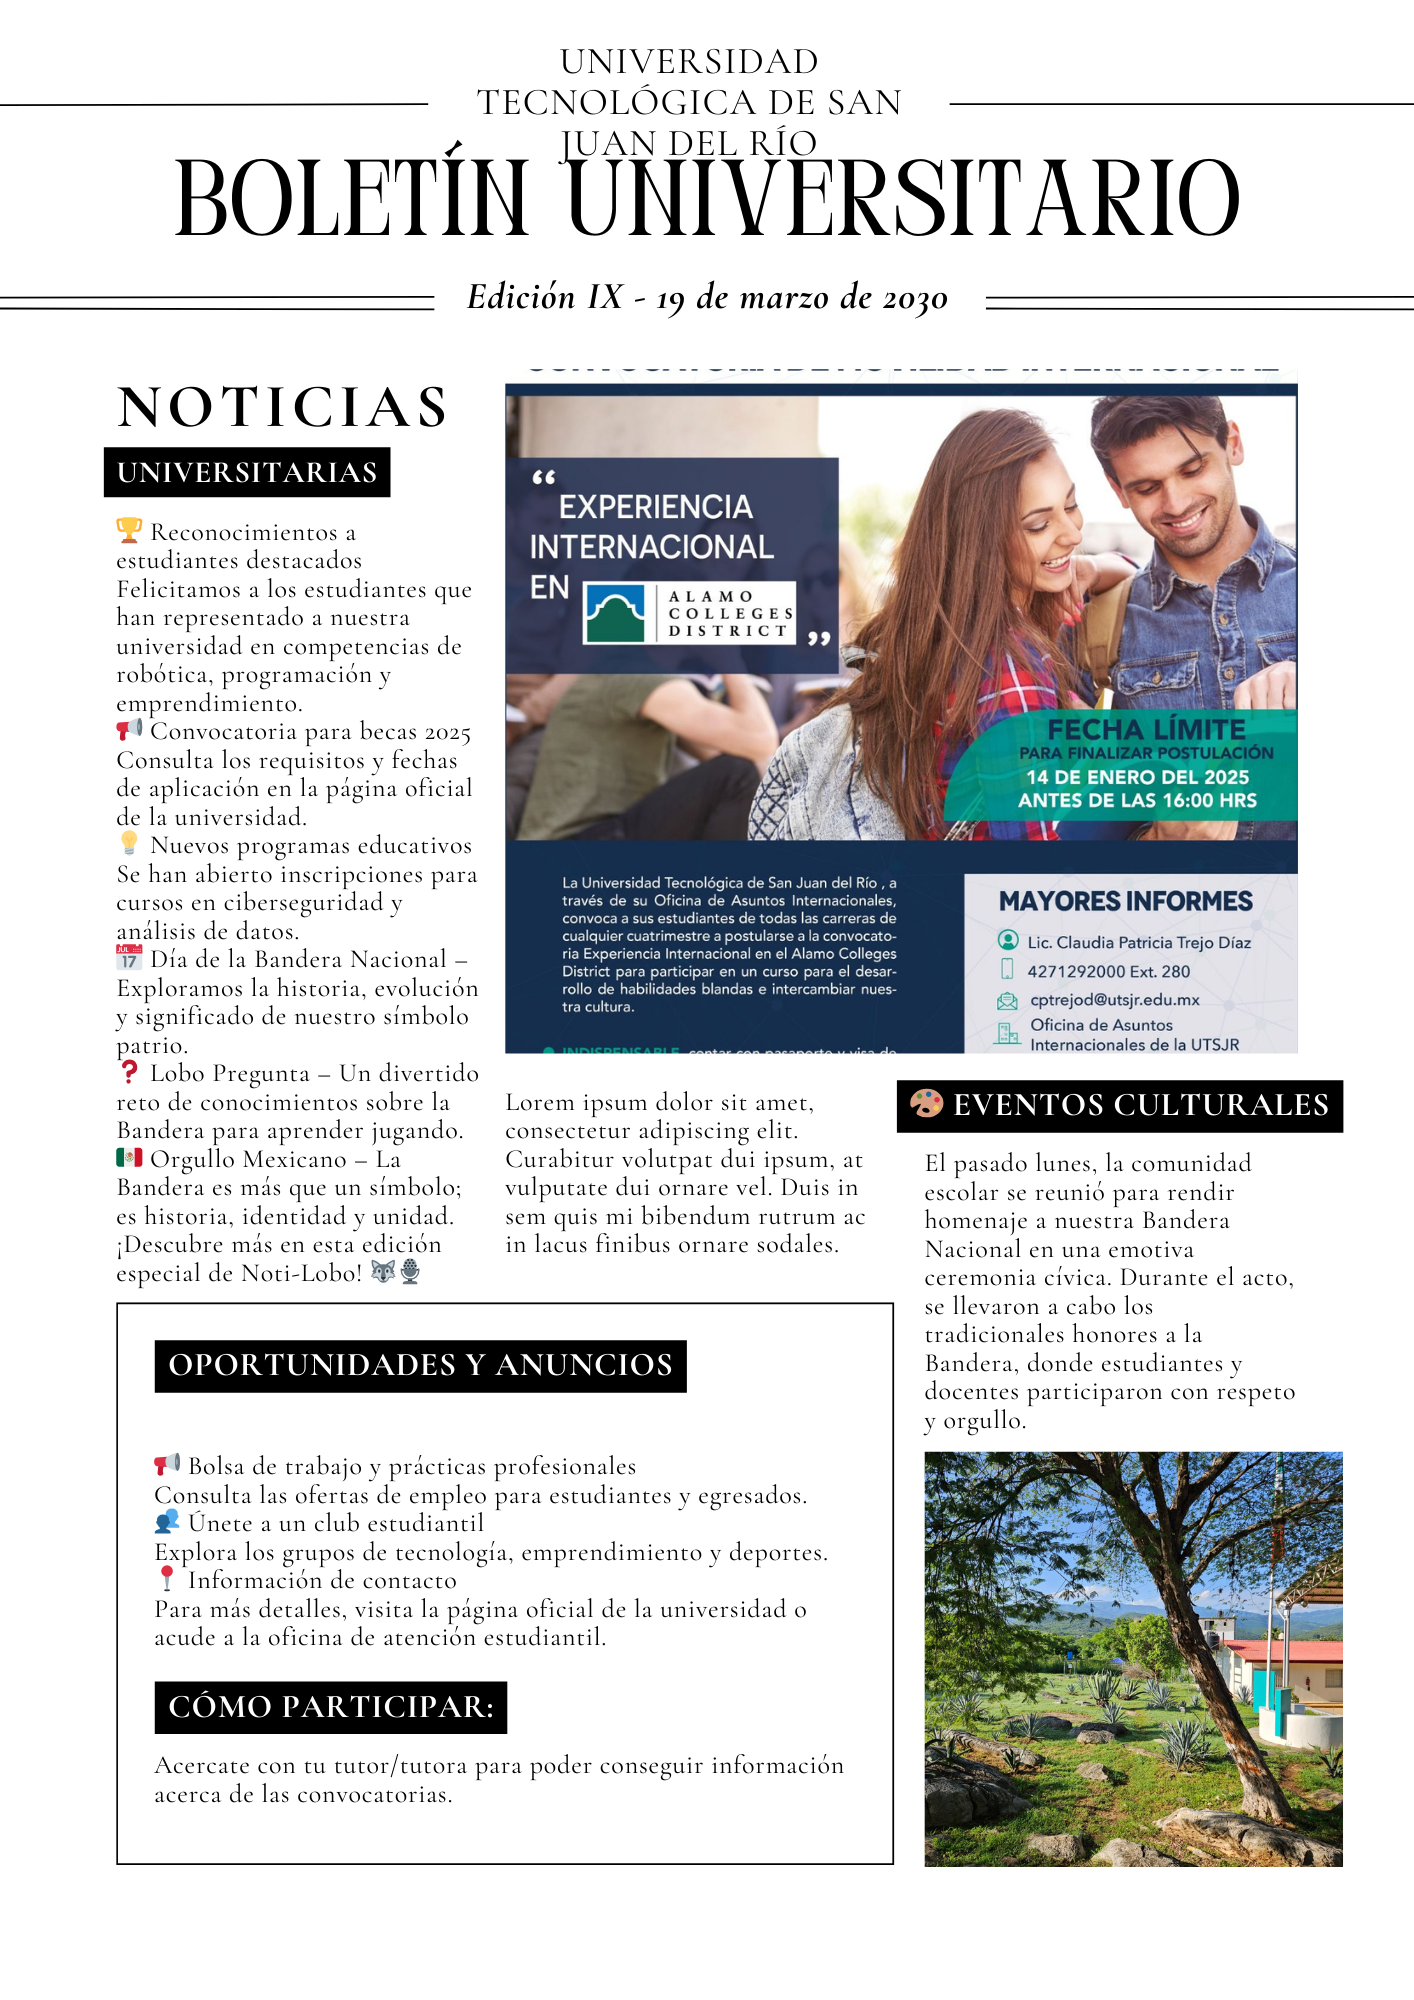 UNIVERSIDAD
TECNOLÓGICA DE SAN
JUAN DEL RÍO
BOLETÍN UNIVERSITARIO
Edición IX - 19 de marzo de 2030
NOTICIAS
UNIVERSITARIAS
🏆 Reconocimientos a
estudiantes destacados
Felicitamos a los estudiantes que
han representado a nuestra
universidad en competencias de
robótica, programación y
emprendimiento.
📢 Convocatoria para becas 2025
Consulta los requisitos y fechas
de aplicación en la página oficial
de la universidad.
💡 Nuevos programas educativos
Se han abierto inscripciones para
cursos en ciberseguridad y
análisis de datos.
📅 Día de la Bandera Nacional –
Exploramos la historia, evolución
y significado de nuestro símbolo
patrio.
❓ Lobo Pregunta – Un divertido
reto de conocimientos sobre la
Bandera para aprender jugando.
🇲🇽 Orgullo Mexicano – La
Bandera es más que un símbolo;
es historia, identidad y unidad.
¡Descubre más en esta edición
especial de Noti-Lobo! 🐺🎙
CONVOCATORIA DE MOVILIDAD INTERNACIONAL
“ EXPERIENCIA
INTERNACIONAL
EN
ALAMO
COLLEGES
DISTRICT ”
FECHA LÍMITE
PARA FINALIZAR POSTULACIÓN
14 DE ENERO DEL 2025
ANTES DE LAS 16:00 HRS
La Universidad Tecnológica de San Juan del Río , a
través de su Oficina de Asuntos Internacionales,
convoca a sus estudiantes de todas las carreras de
cualquier cuatrimestre a postularse a la convocato-
ria Experiencia Internacional en el Alamo Colleges
District para participar en un curso para el desar-
rollo de habilidades blandas e intercambiar nues-
tra cultura.
INDISPENSABLE contar con pasaporte y visa de
MAYORES INFORMES
Lic. Claudia Patricia Trejo Díaz
4271292000 Ext. 280
cptrejod@utsjr.edu.mx
Oficina de Asuntos
Internacionales de la UTSJR
Lorem ipsum dolor sit amet,
consectetur adipiscing elit.
Curabitur volutpat dui ipsum, at
vulputate dui ornare vel. Duis in
sem quis mi bibendum rutrum ac
in lacus finibus ornare sodales.
🎨 EVENTOS CULTURALES
El pasado lunes, la comunidad
escolar se reunió para rendir
homenaje a nuestra Bandera
Nacional en una emotiva
ceremonia cívica. Durante el acto,
se llevaron a cabo los
tradicionales honores a la
Bandera, donde estudiantes y
docentes participaron con respeto
y orgullo.
OPORTUNIDADES Y ANUNCIOS
📢 Bolsa de trabajo y prácticas profesionales
Consulta las ofertas de empleo para estudiantes y egresados.
👥 Únete a un club estudiantil
Explora los grupos de tecnología, emprendimiento y deportes.
📍 Información de contacto
Para más detalles, visita la página oficial de la universidad o
acude a la oficina de atención estudiantil.
CÓMO PARTICIPAR:
Acercate con tu tutor/tutora para poder conseguir información
acerca de las convocatorias.